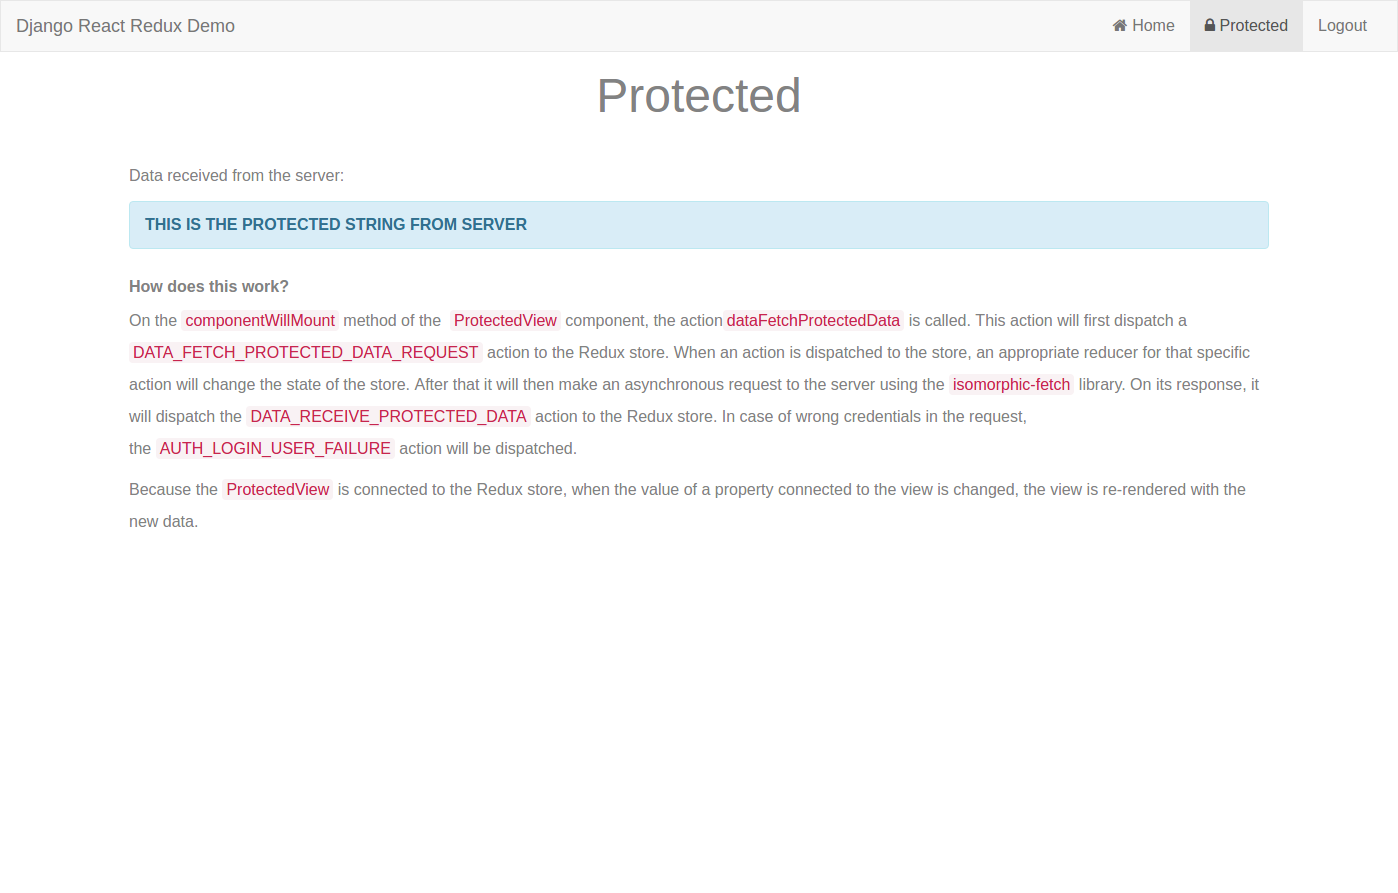 Django React Redux Demo
Home
Protected
Logout
Protected
Data received from the server:
THIS IS THE PROTECTED STRING FROM SERVER
How does this work?
On the componentWillMount method of the ProtectedView component, the action dataFetchProtectedData is called. This action will first dispatch a
DATA_FETCH_PROTECTED_DATA_REQUEST action to the Redux store. When an action is dispatched to the store, an appropriate reducer for that specific
action will change the state of the store. After that it will then make an asynchronous request to the server using the isomorphic-fetch library. On its response, it
will dispatch the DATA_RECEIVE_PROTECTED_DATA action to the Redux store. In case of wrong credentials in the request,
the AUTH_LOGIN_USER_FAILURE action will be dispatched.
Because the ProtectedView is connected to the Redux store, when the value of a property connected to the view is changed, the view is re-rendered with the
new data.